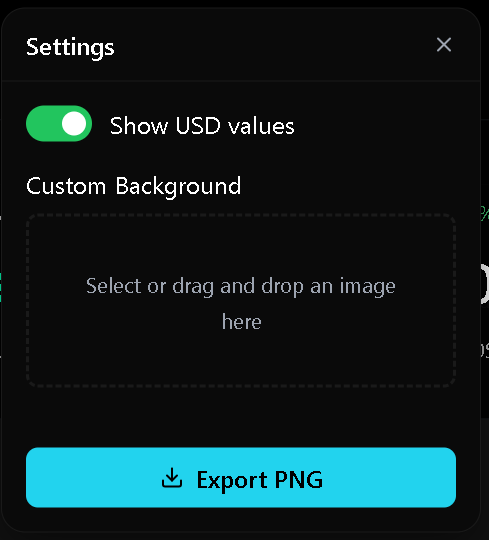 Settings
Show USD values
Custom Background
Select or drag and drop an image
here
Export PNG